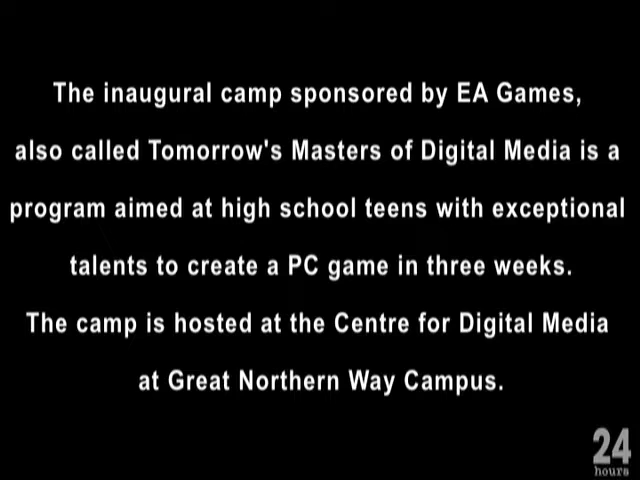 The inaugural camp sponsored by EA Games,
also called Tomorrow's Masters of Digital Media is a
program aimed at high school teens with exceptional
talents to create a PC game in three weeks.
The camp is hosted at the Centre for Digital Media
at Great Northern Way Campus.
24
hours